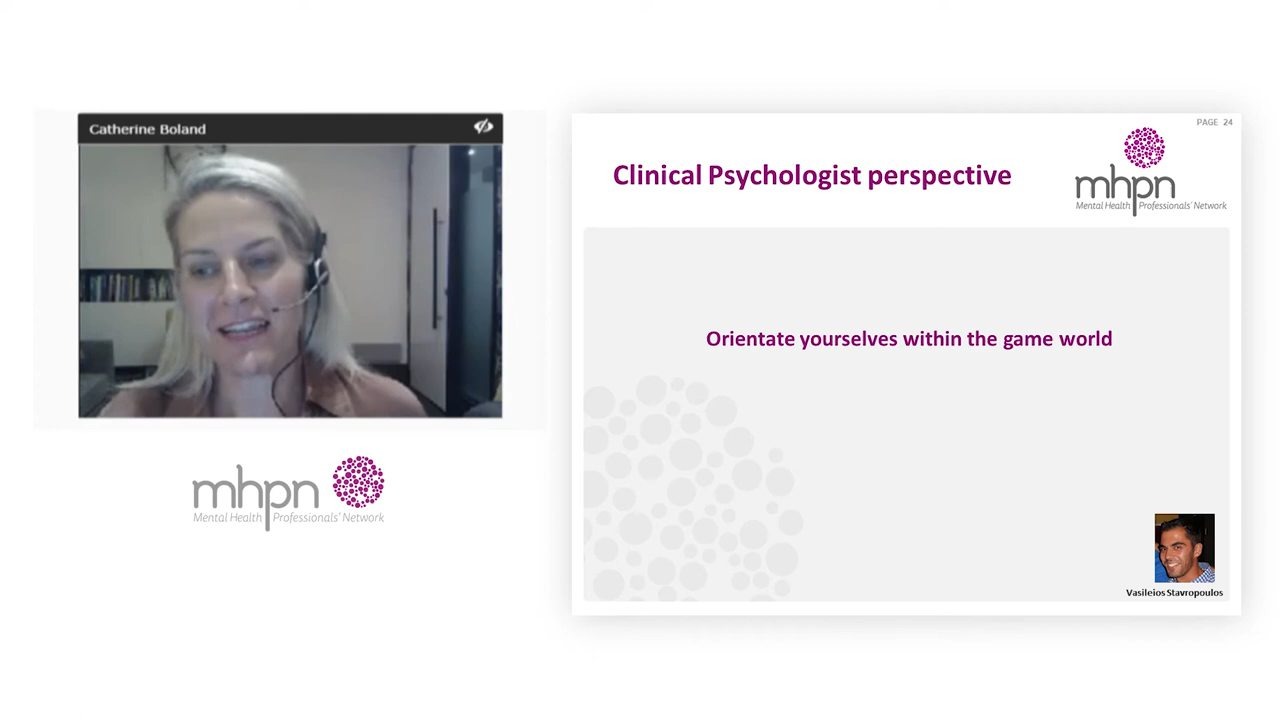 Catherine Boland
mhpn
Mental Health Professionals' Network
PAGE 24
Clinical Psychologist perspective
mhpn
Mental Health Professionals' Network
Orientate yourselves within the game world
Vasileios Stavropoulos